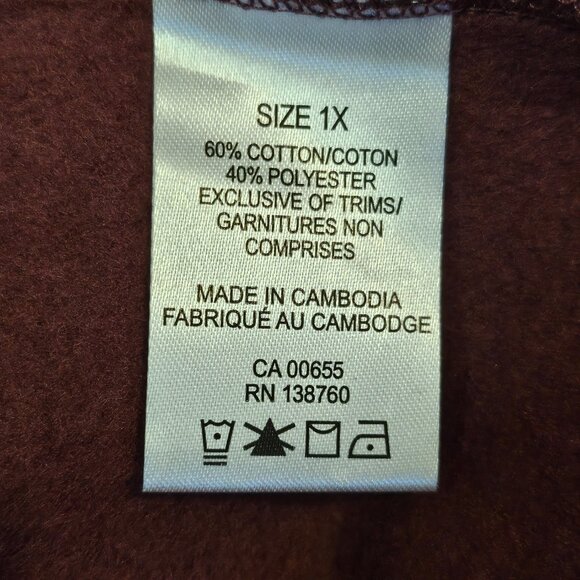 SIZE 1X
60% COTTON/COTON
40% POLYESTER
EXCLUSIVE OF TRIMS/
GARNITURES NON
COMPRISES
MADE IN CAMBODIA
FABRIQUÉ AU CAMBODGE
CA 00655
RN 138760